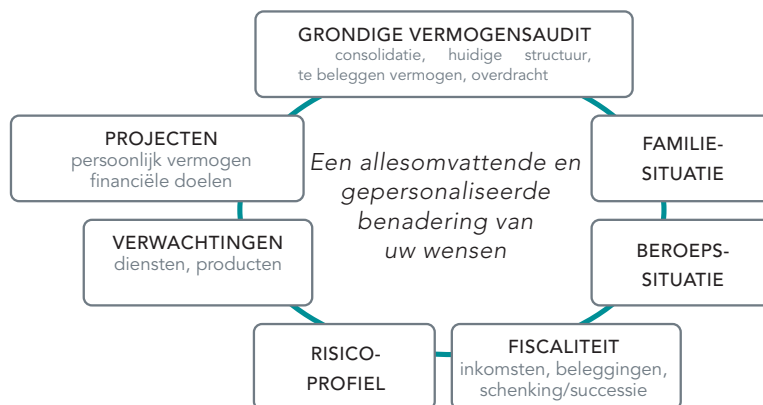 GRONDIGE VERMOGENSAUDIT
consolidatie, huidige structuur,
te beleggen vermogen, overdracht
PROJECTEN
persoonlijk vermogen
financiële doelen
Een allesomvattende en
gepersonaliseerde
benadering van
uw wensen
FAMILIE-
SITUATIE
VERWACHTINGEN
diensten, producten
BEROEPS-
SITUATIE
RISICO-
PROFIEL
FISCALITEIT
inkomsten, beleggingen,
schenking/successie